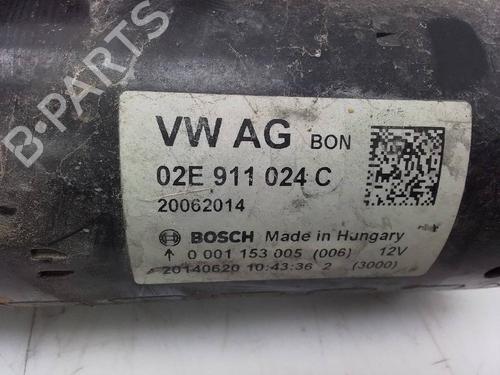 B-PARTS
VW AG BON
02E 911 024 C
20062014
BOSCH Made in Hungary
0 001 153 005 (006) 12V
20140620 10:43:36 2 (3000)